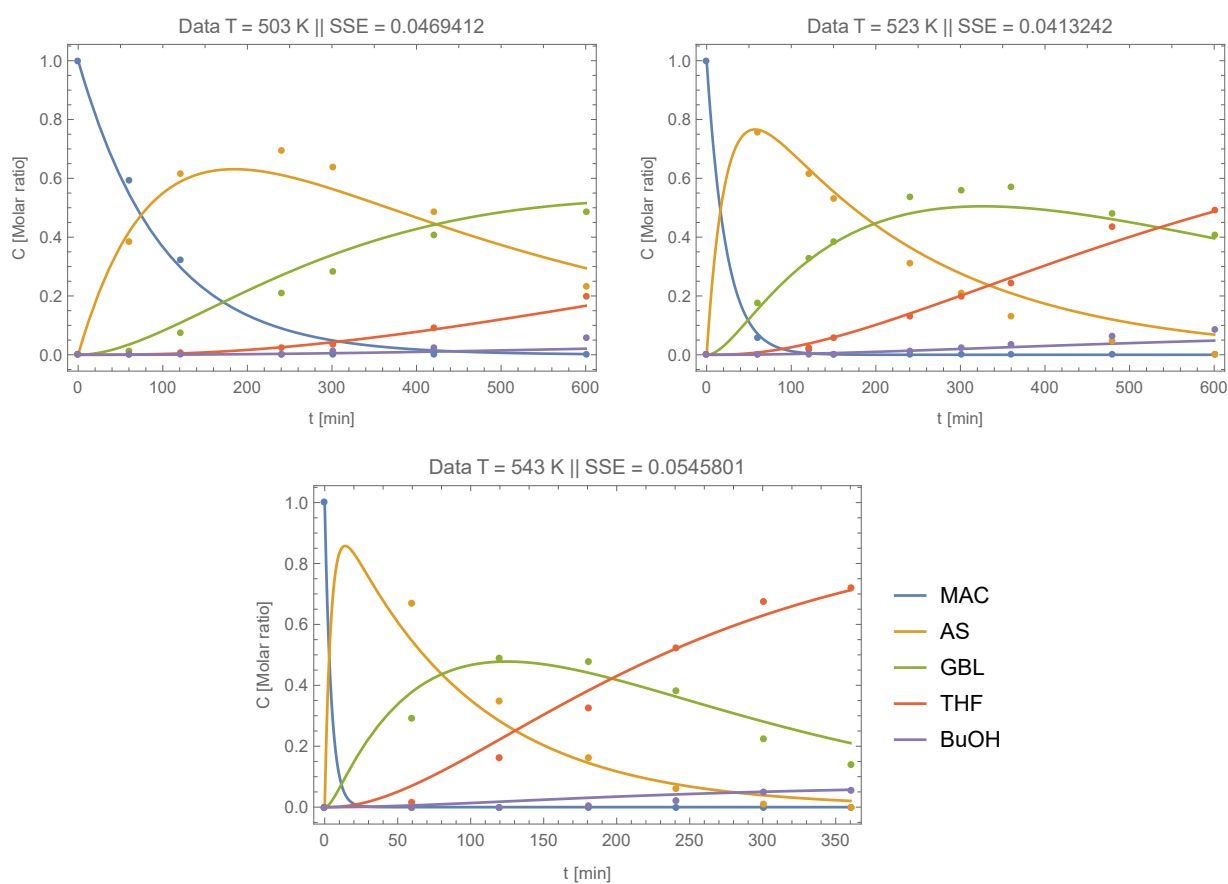 Data T = 503 K || SSE = 0.0469412
C [Molar ratio]
1.0
0.8
0.6
0.4
0.2
0.0
0 100 200 300 400 500 600
t [min]
Data T = 523 K || SSE = 0.0413242
C [Molar ratio]
1.0
0.8
0.6
0.4
0.2
0.0
0 100 200 300 400 500 600
t [min]
Data T = 543 K || SSE = 0.0545801
C [Molar ratio]
1.0
0.8
0.6
0.4
0.2
0.0
0 50 100 150 200 250 300 350
t [min]
MAC
AS
GBL
THF
BuOH